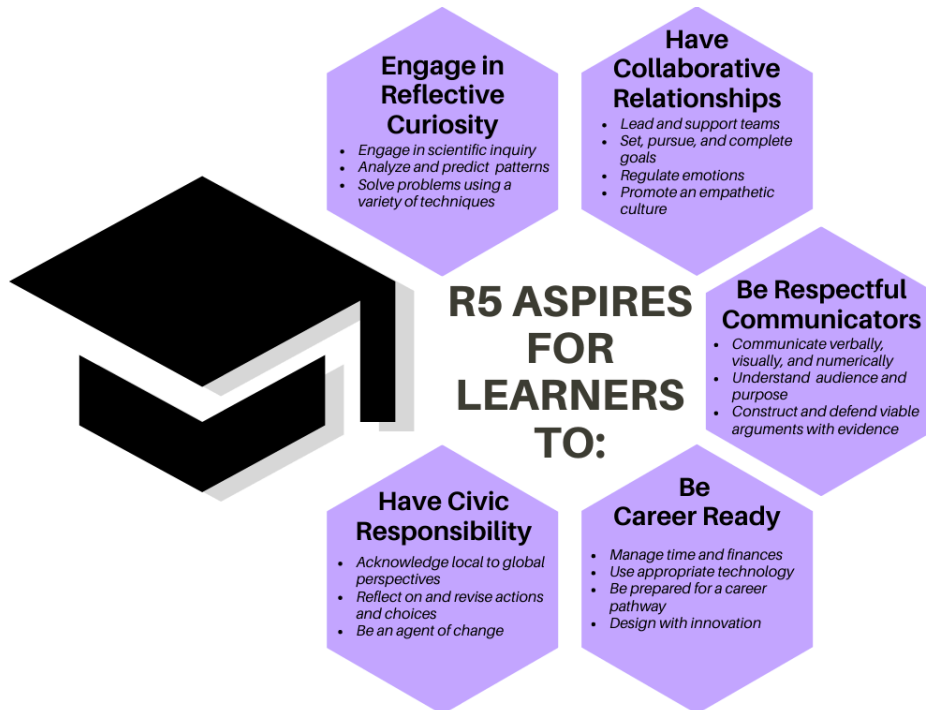 Engage in
Reflective
Curiosity
• Engage in scientific inquiry
• Analyze and predict patterns
• Solve problems using a
variety of techniques
Have
Collaborative
Relationships
• Lead and support teams
• Set, pursue, and complete
goals
• Regulate emotions
• Promote an empathetic
culture
R5 ASPIRES
FOR
LEARNERS
TO:
Be Respectful
Communicators
• Communicate verbally,
visually, and numerically
• Understand audience and
purpose
• Construct and defend viable
arguments with evidence
Have Civic
Responsibility
• Acknowledge local to global
perspectives
• Reflect on and revise actions
and choices
• Be an agent of change
Be
Career Ready
• Manage time and finances
• Use appropriate technology
• Be prepared for a career
pathway
• Design with innovation